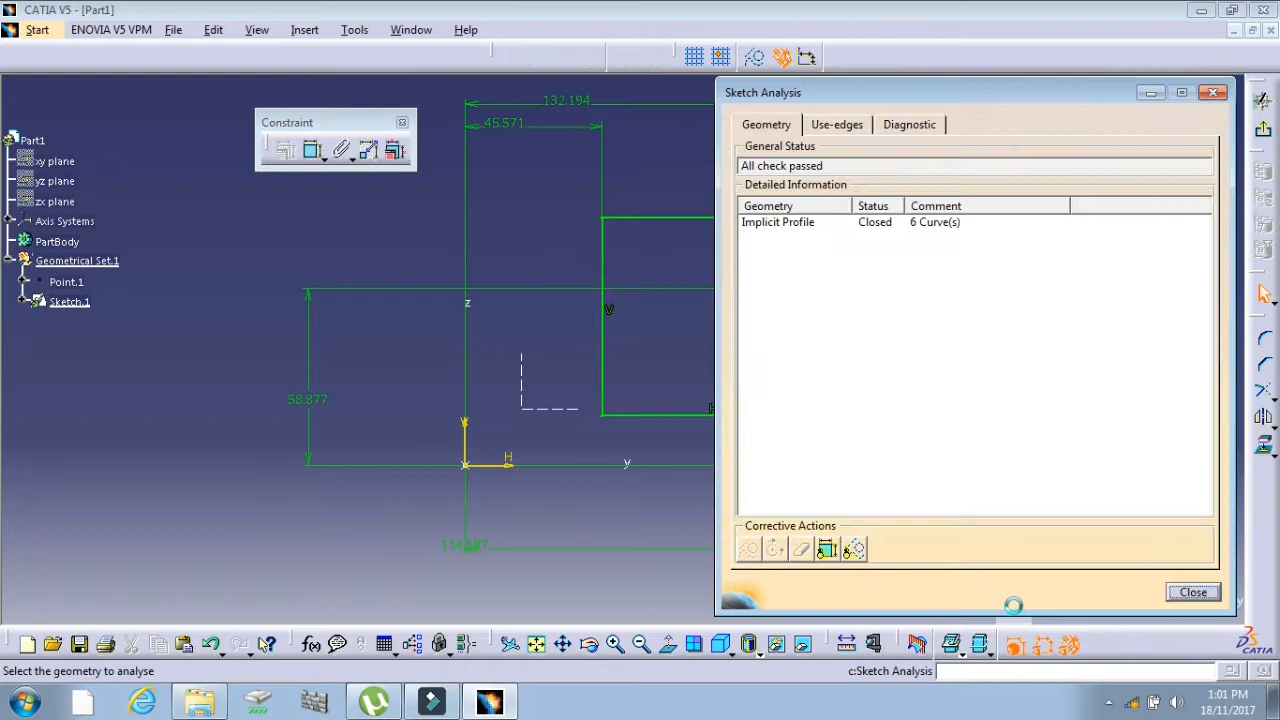 CATIA V5 - [Part1]
Start ENOVIA V5 VPM File Edit View Insert Tools Window Help
Constraint
Part1
xy plane
yz plane
zx plane
Axis Systems
PartBody
Geometrical Set.1
Point.1
Sketch.1
132.194
45.571
V
z
58.877
V
H
y
H
Sketch Analysis
Geometry Use-edges Diagnostic
General Status
All check passed
Detailed Information
Geometry Status Comment
Implicit Profile Closed 6 Curve(s)
Corrective Actions
Close
y
f(x)
DS
CATIA
Select the geometry to analyse c:Sketch Analysis
1:01 PM
18/11/2017